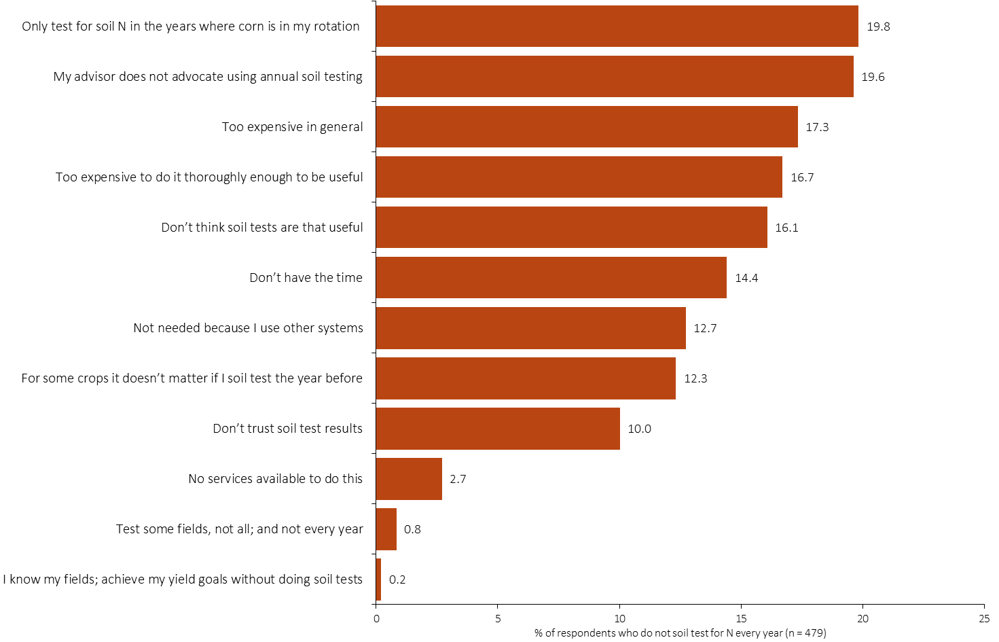 Only test for soil N in the years where corn is in my rotation 19.8
My advisor does not advocate using annual soil testing 19.6
Too expensive in general 17.3
Too expensive to do it thoroughly enough to be useful 16.7
Don’t think soil tests are that useful 16.1
Don’t have the time 14.4
Not needed because I use other systems 12.7
For some crops it doesn’t matter if I soil test the year before 12.3
Don’t trust soil test results 10.0
No services available to do this 2.7
Test some fields, not all; and not every year 0.8
I know my fields; achieve my yield goals without doing soil tests 0.2
0 5 10 15 20 25
% of respondents who do not soil test for N every year (n = 479)